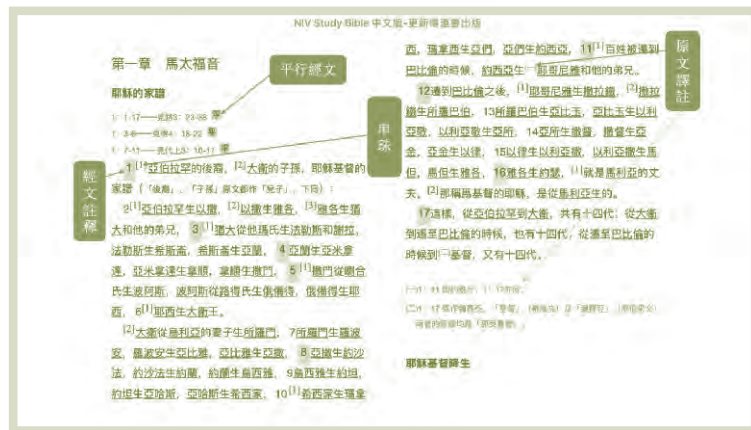 NIV Study Bible 中文版-更新傳道書出版
第一章　馬太福音
平行經文
耶穌的家譜
串珠
經文註釋
1[1]亞伯拉罕的後裔，[2]大衛的子孫，耶穌基督的
家譜（「後裔」、「子孫」原文都作「兒子」，下同）：
2[1]亞伯拉罕生以撒，[2]以撒生雅各，[3]雅各生猶
大和他的弟兄，3[1]猶大從他瑪氏生法勒斯和謝拉，
法勒斯生希斯崙，希斯崙生亞蘭，4亞蘭生亞米拿
達，亞米拿達生拿順，拿順生撒門，5[1]撒門從喇合
氏生波阿斯，波阿斯從路得氏生俄備得，俄備得生耶
西，6[1]耶西生大衛王。
[2]大衛從烏利亞的妻子生所羅門，7所羅門生羅波
安，羅波安生亞比雅，亞比雅生亞撒，8亞撒生約沙
法，約沙法生約蘭，約蘭生烏西雅，9烏西雅生約坦，
約坦生亞哈斯，亞哈斯生希西家，10[1]希西家生瑪拿
西，瑪拿西生亞們，亞們生約西亞，11[1]百姓被遷到
巴比倫的時候，約西亞生耶哥尼雅和他的弟兄。
原文譯註
12遷到巴比倫之後，[1]耶哥尼雅生撒拉鐵，[2]撒拉
鐵生所羅巴伯，13所羅巴伯生亞比玉，亞比玉生以利
亞敬，以利亞敬生亞所，14亞所生撒督，撒督生亞
金，亞金生以律，15以律生以利亞撒，以利亞撒生馬
但，馬但生雅各，16雅各生約瑟，[1]就是馬利亞的丈
夫。[2]那稱為基督的耶穌，是從馬利亞生的。
17這樣，從亞伯拉罕到大衛，共有十四代；從大衛
到遷至巴比倫的時候，也有十四代；從遷至巴比倫的
時候到基督，又有十四代。
耶穌基督降生